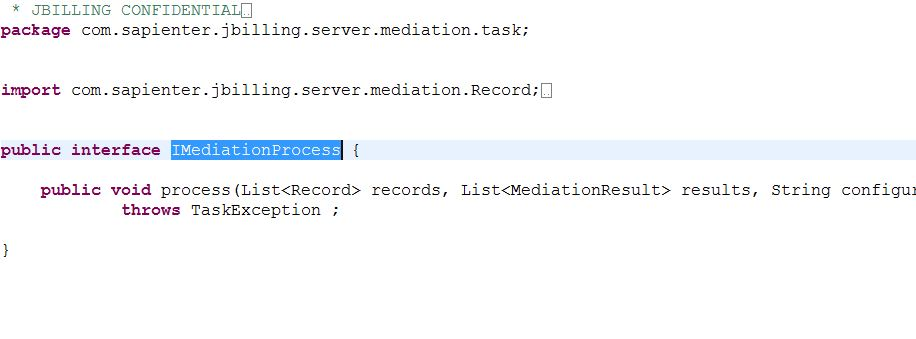 * JBILLING CONFIDENTIAL
package com.sapienter.jbilling.server.mediation.task;
import com.sapienter.jbilling.server.mediation.Record;
public interface IMediationProcess {
public void process(List<Record> records, List<MediationResult> results, String configu
throws TaskException ;
}